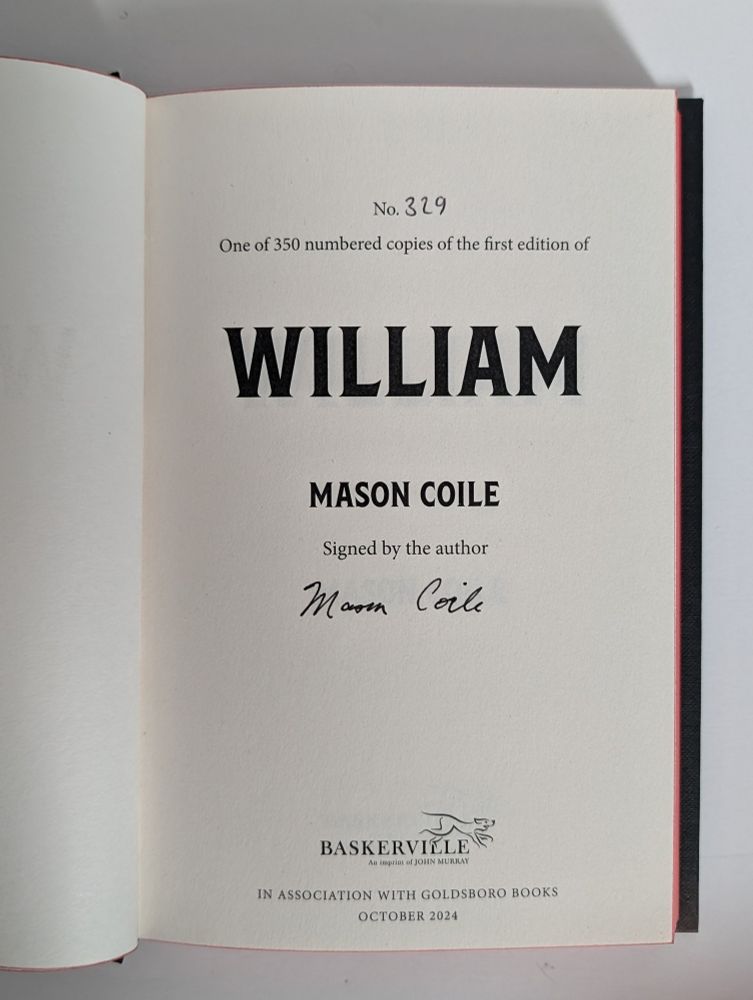 No. 329
One of 350 numbered copies of the first edition of
WILLIAM
MASON COILE
Signed by the author
Mason Coile
BASKERVILLE
An imprint of JOHN MURRAY
IN ASSOCIATION WITH GOLDSBORO BOOKS
OCTOBER 2024